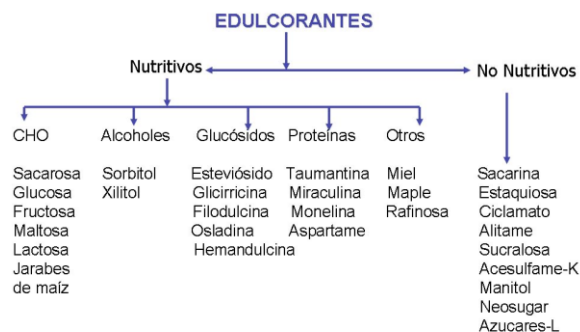 EDULCORANTES
Nutritivos
No Nutritivos
CHO
Alcoholes
Glucósidos
Proteínas
Otros
Sacarosa
Glucosa
Fructosa
Maltosa
Lactosa
Jarabes
de maíz
Sorbitol
Xilitol
Esteviósido
Glicirricina
Filodulcina
Osladina
Hemandulcina
Taumantina
Miraculina
Monelina
Aspartame
Miel
Maple
Rafinosa
Sacarina
Estaquiosa
Ciclamato
Alitame
Sucralosa
Acesulfame-K
Manitol
Neosugar
Azucares-L